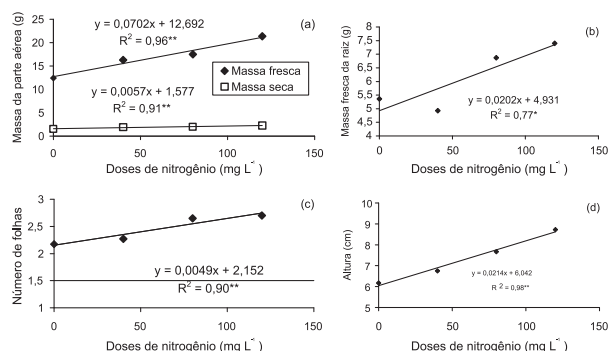 (a)
y = 0,0702x + 12,692
R² = 0,96**
Massa fresca
Massa seca
y = 0,0057x + 1,577
R² = 0,91**
Massa da parte aérea (g)
25
20
15
10
5
0
0 50 100 150
Doses de nitrogênio (mg L⁻¹)
(b)
Massa fresca da raiz (g)
8
7,5
7
6,5
6
5,5
5
4,5
4
y = 0,0202x + 4,931
R² = 0,77*
0 50 100 150
Doses de nitrogênio (mg L⁻¹)
(c)
Número de folhas
3
2,5
2
1,5
1
y = 0,0049x + 2,152
R² = 0,90**
0 50 100 150
Doses de nitrogênio (mg L⁻¹)
(d)
Altura (cm)
10
9
8
7
6
5
y = 0,0214x + 6,042
R² = 0,98**
0 50 100 150
Doses de nitrogênio (mg L⁻¹)